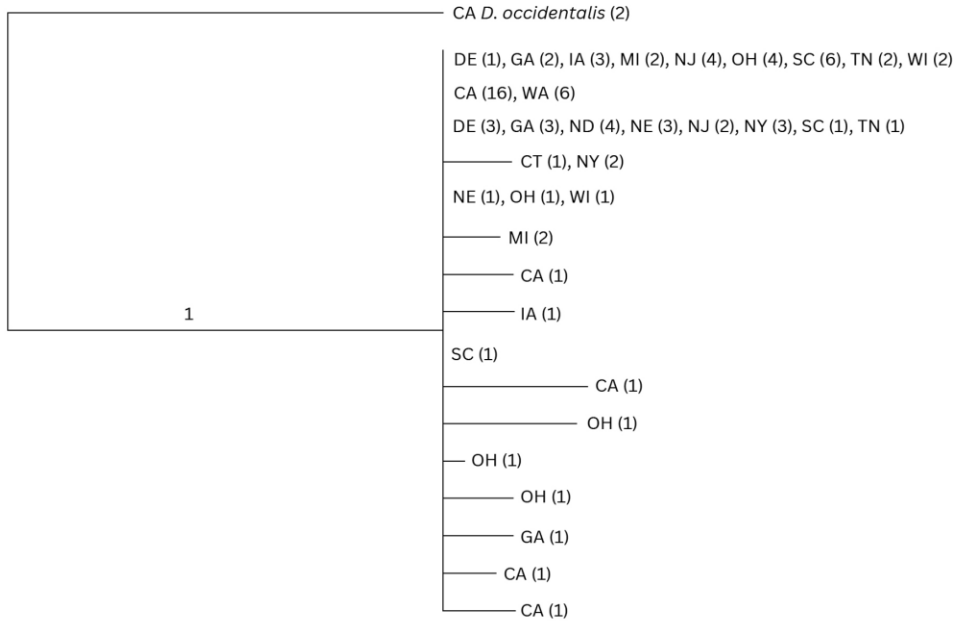 CA D. occidentalis (2)
DE (1), GA (2), IA (3), MI (2), NJ (4), OH (4), SC (6), TN (2), WI (2)
CA (16), WA (6)
DE (3), GA (3), ND (4), NE (3), NJ (2), NY (3), SC (1), TN (1)
CT (1), NY (2)
NE (1), OH (1), WI (1)
MI (2)
CA (1)
IA (1)
1
SC (1)
CA (1)
OH (1)
OH (1)
OH (1)
GA (1)
CA (1)
CA (1)